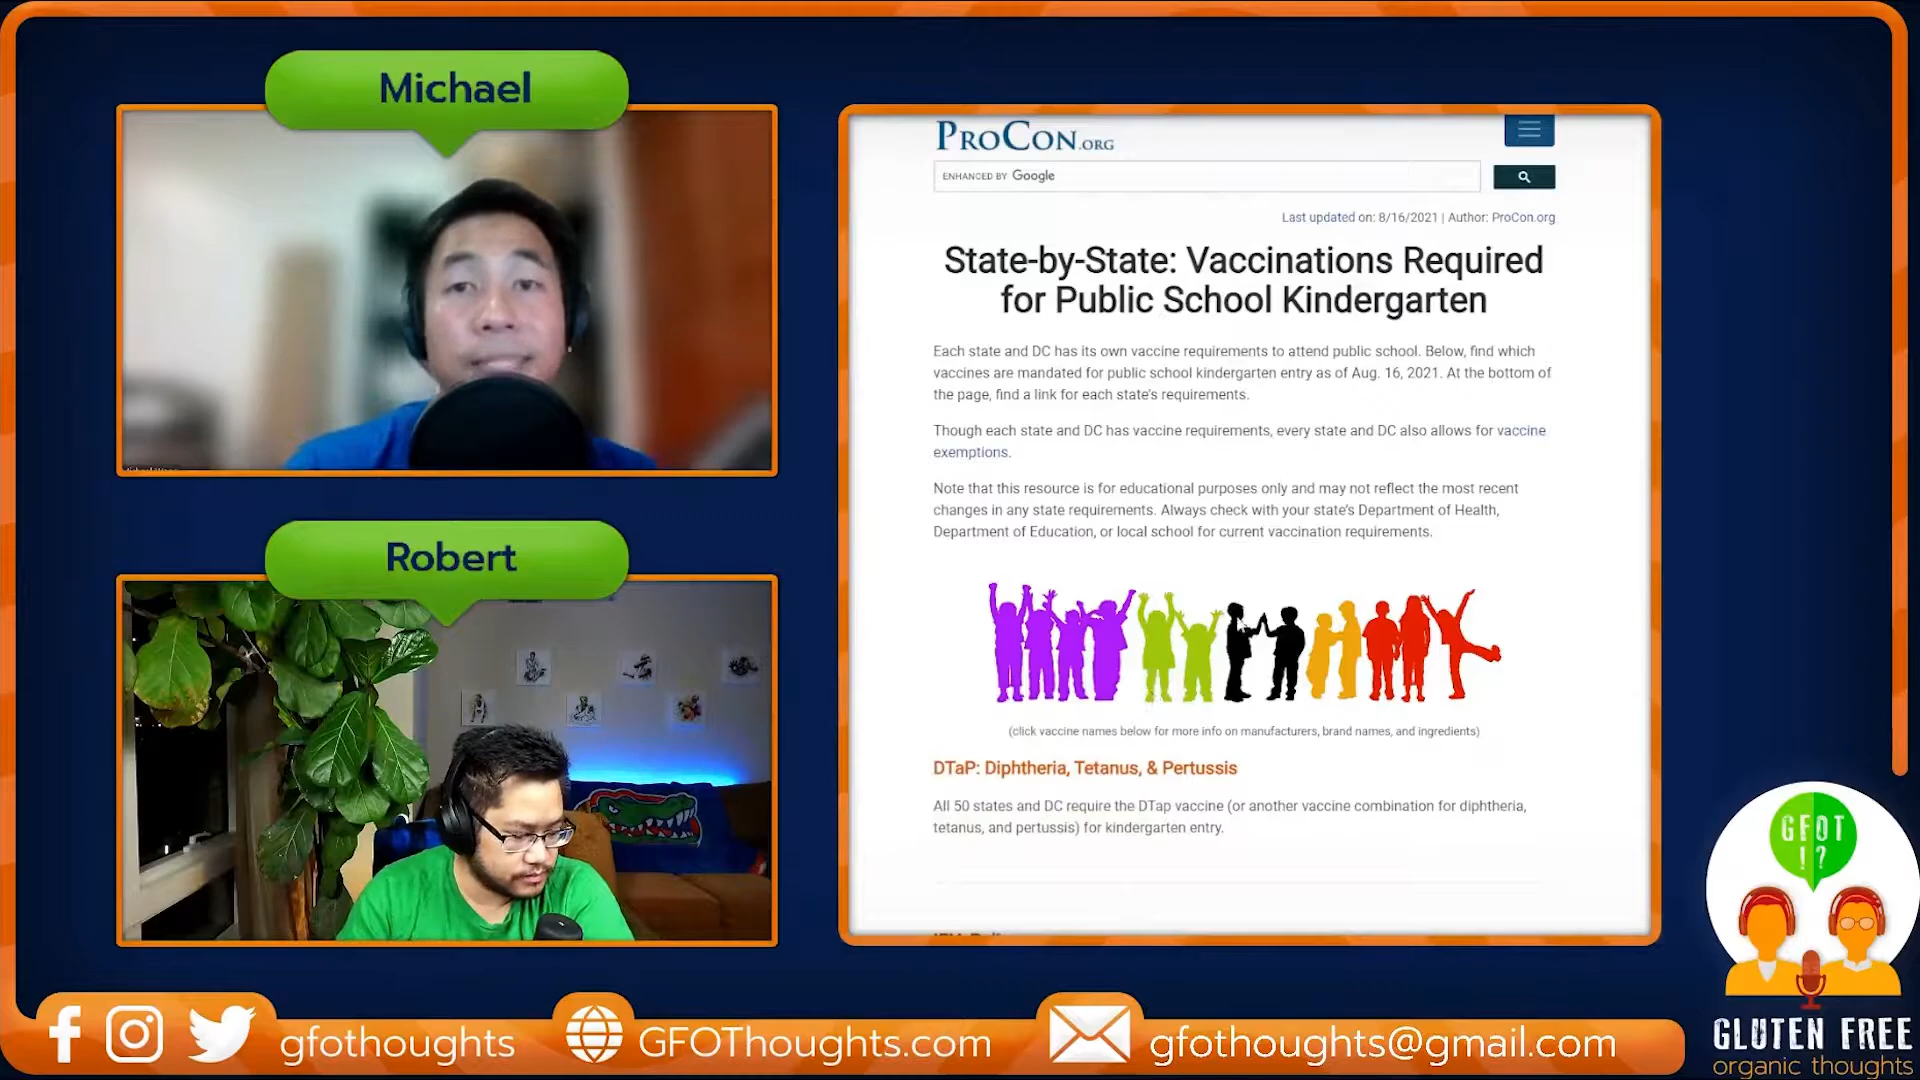 Michael
Robert
PROCON.ORG
ENHANCED BY Google
Last updated on: 8/16/2021 | Author: ProCon.org
State-by-State: Vaccinations Required
for Public School Kindergarten
Each state and DC has its own vaccine requirements to attend public school. Below, find which
vaccines are mandated for public school kindergarten entry as of Aug. 16, 2021. At the bottom of
the page, find a link for each state's requirements.
Though each state and DC has vaccine requirements, every state and DC also allows for vaccine
exemptions.
Note that this resource is for educational purposes only and may not reflect the most recent
changes in any state requirements. Always check with your state's Department of Health,
Department of Education, or local school for current vaccination requirements.
(click vaccine names below for more info on manufacturers, brand names, and ingredients)
DTaP: Diphtheria, Tetanus, & Pertussis
All 50 states and DC require the DTap vaccine (or another vaccine combination for diphtheria,
tetanus, and pertussis) for kindergarten entry.
GFOT
!?
GLUTEN FREE
organic thoughts
gfothoughts
GFOThoughts.com
gfothoughts@gmail.com